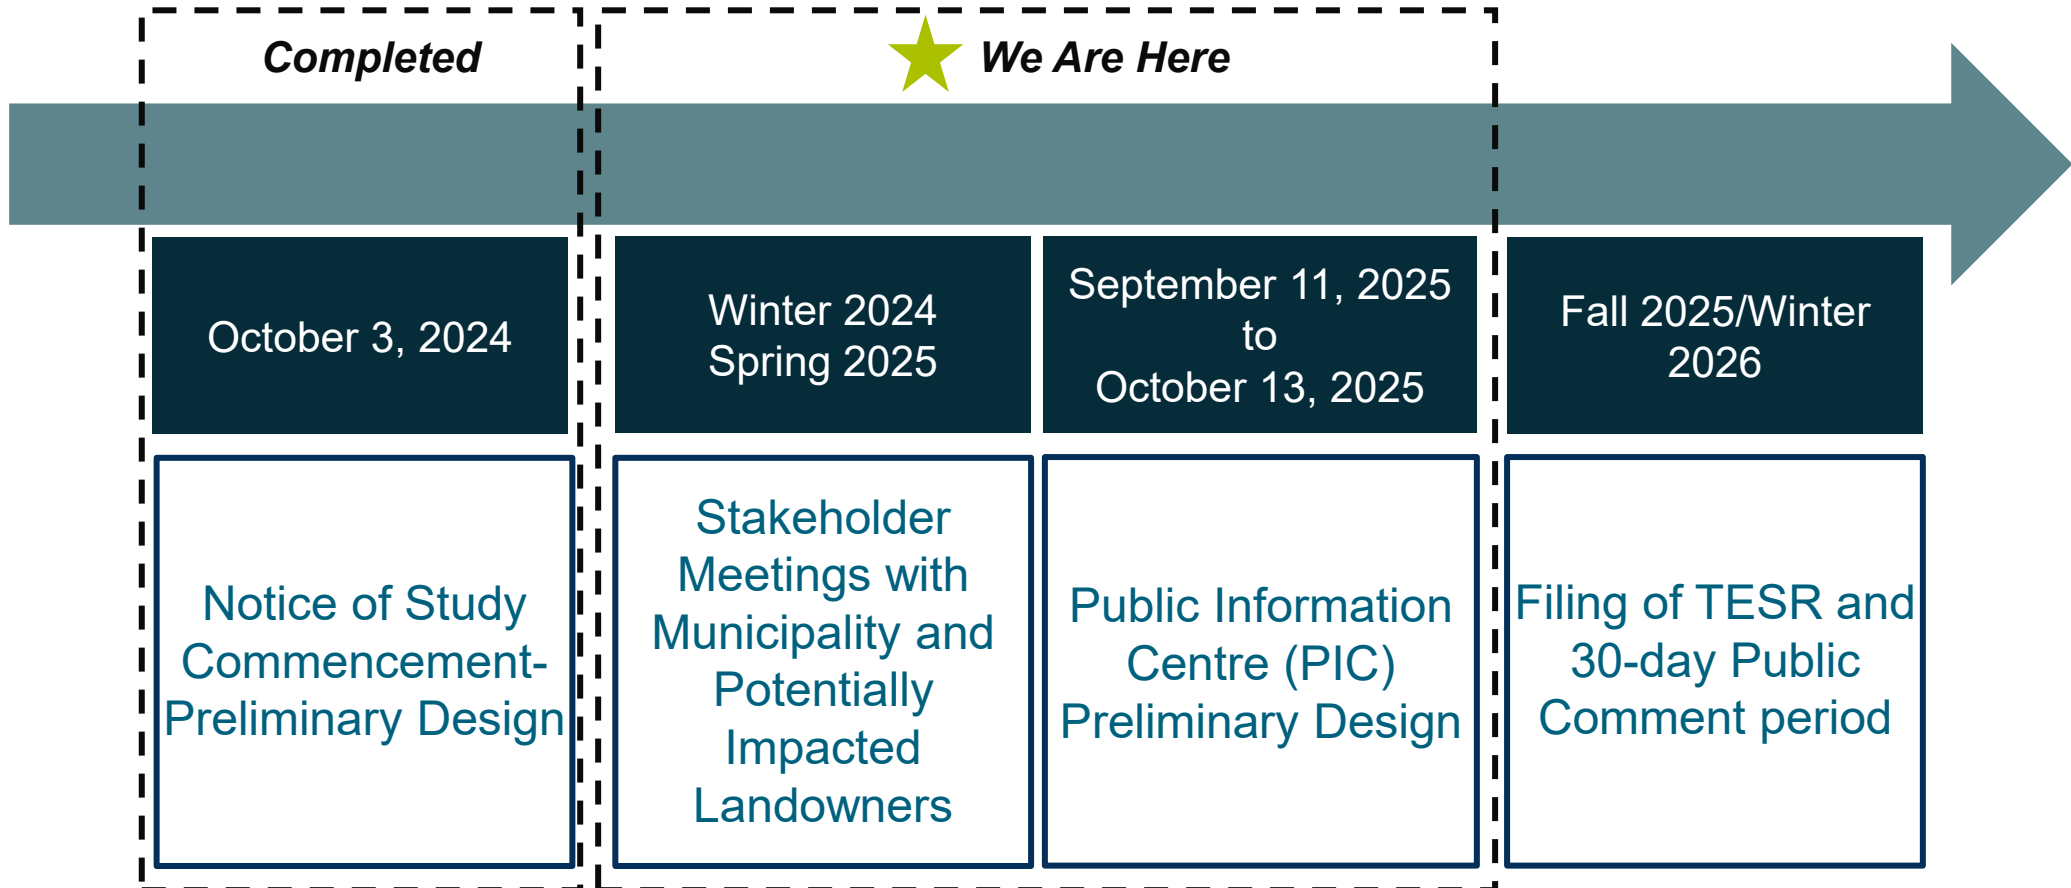 Completed
We Are Here
October 3, 2024
Winter 2024
Spring 2025
September 11, 2025
to
October 13, 2025
Fall 2025/Winter
2026
Notice of Study
Commencement-
Preliminary Design
Stakeholder
Meetings with
Municipality and
Potentially
Impacted
Landowners
Public Information
Centre (PIC)
Preliminary Design
Filing of TESR and
30-day Public
Comment period